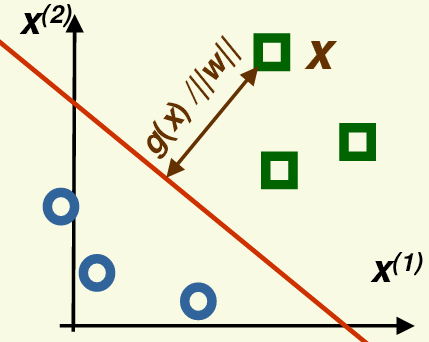 x(2)
x
g(x) /||w||
x(1)